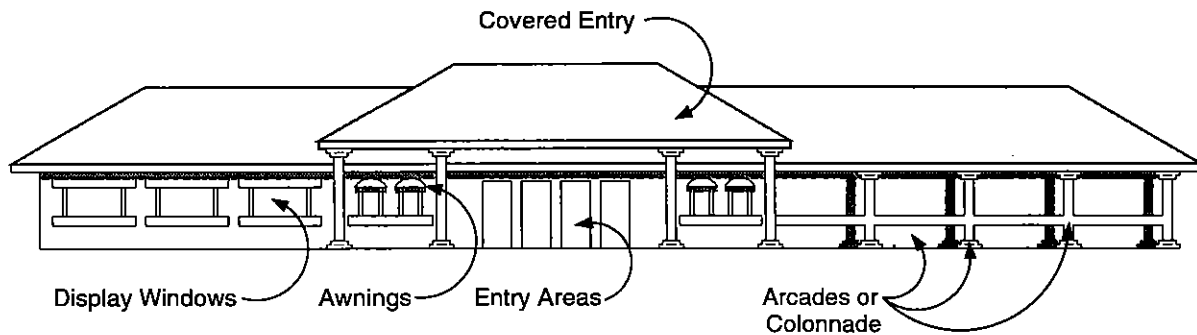 Covered Entry
Display Windows
Awnings
Entry Areas
Arcades or
Colonnade